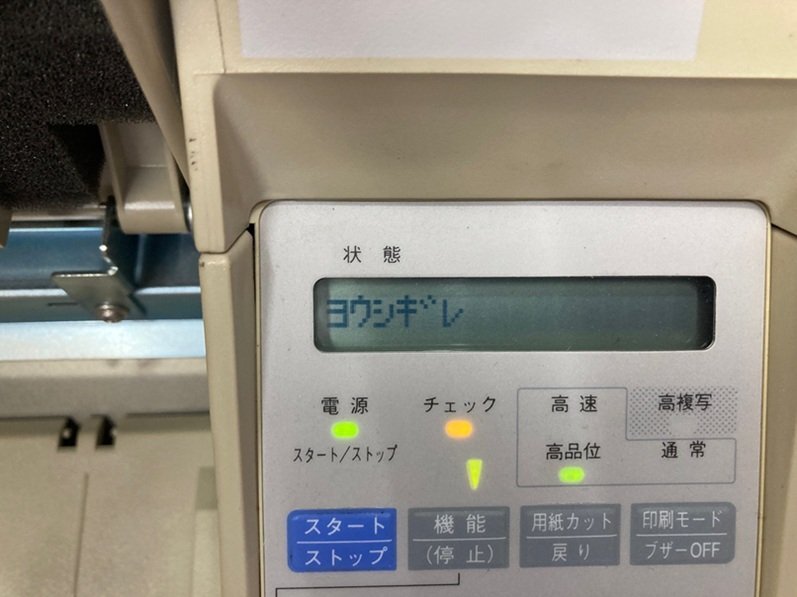 状態
ヨウシギレ
電源
チェック
高速
高複写
スタート/ストップ
高品位
通常
スタート
ストップ
機能
(停止)
用紙カット
戻り
印刷モード
ブザーOFF